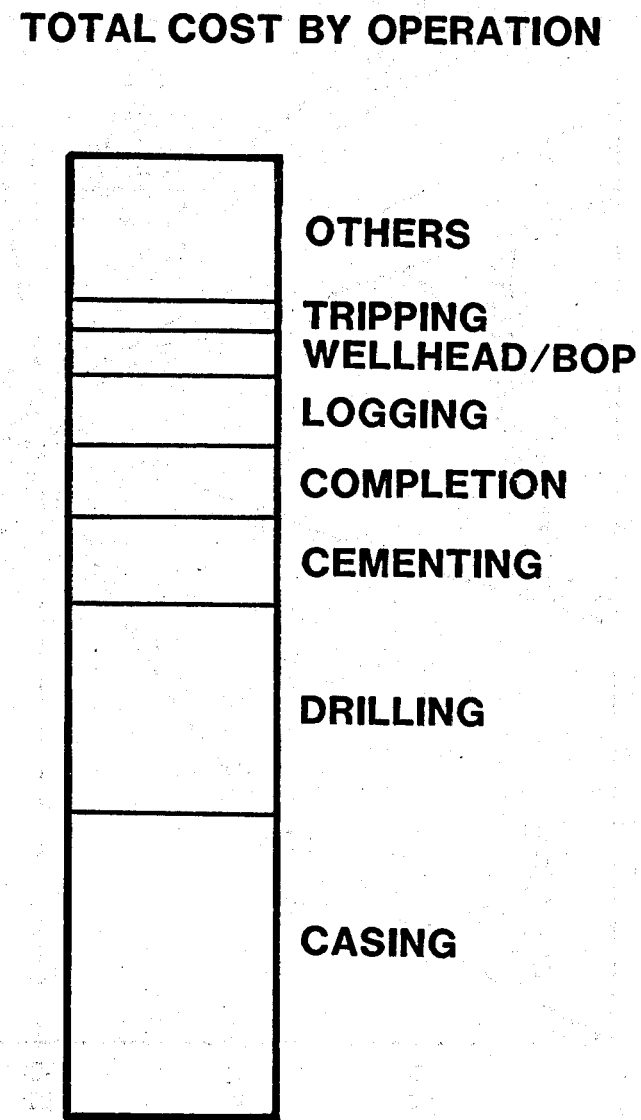 TOTAL COST BY OPERATION
OTHERS
TRIPPING
WELLHEAD/BOP
LOGGING
COMPLETION
CEMENTING
DRILLING
CASING